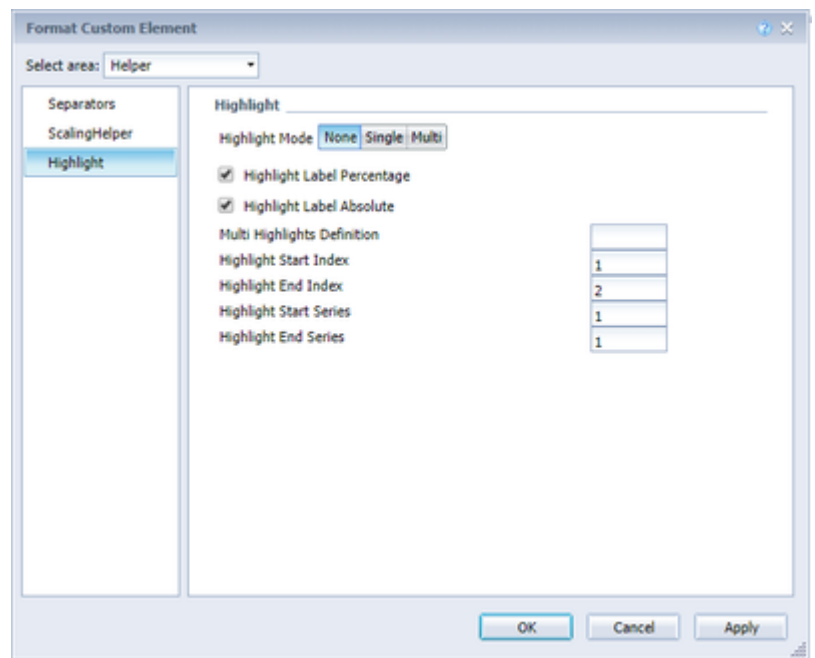 Format Custom Element
Select area: Helper
Separators
ScalingHelper
Highlight
Highlight
Highlight Mode None Single Multi
Highlight Label Percentage
Highlight Label Absolute
Multi Highlights Definition
Highlight Start Index 1
Highlight End Index 2
Highlight Start Series 1
Highlight End Series 1
OK Cancel Apply